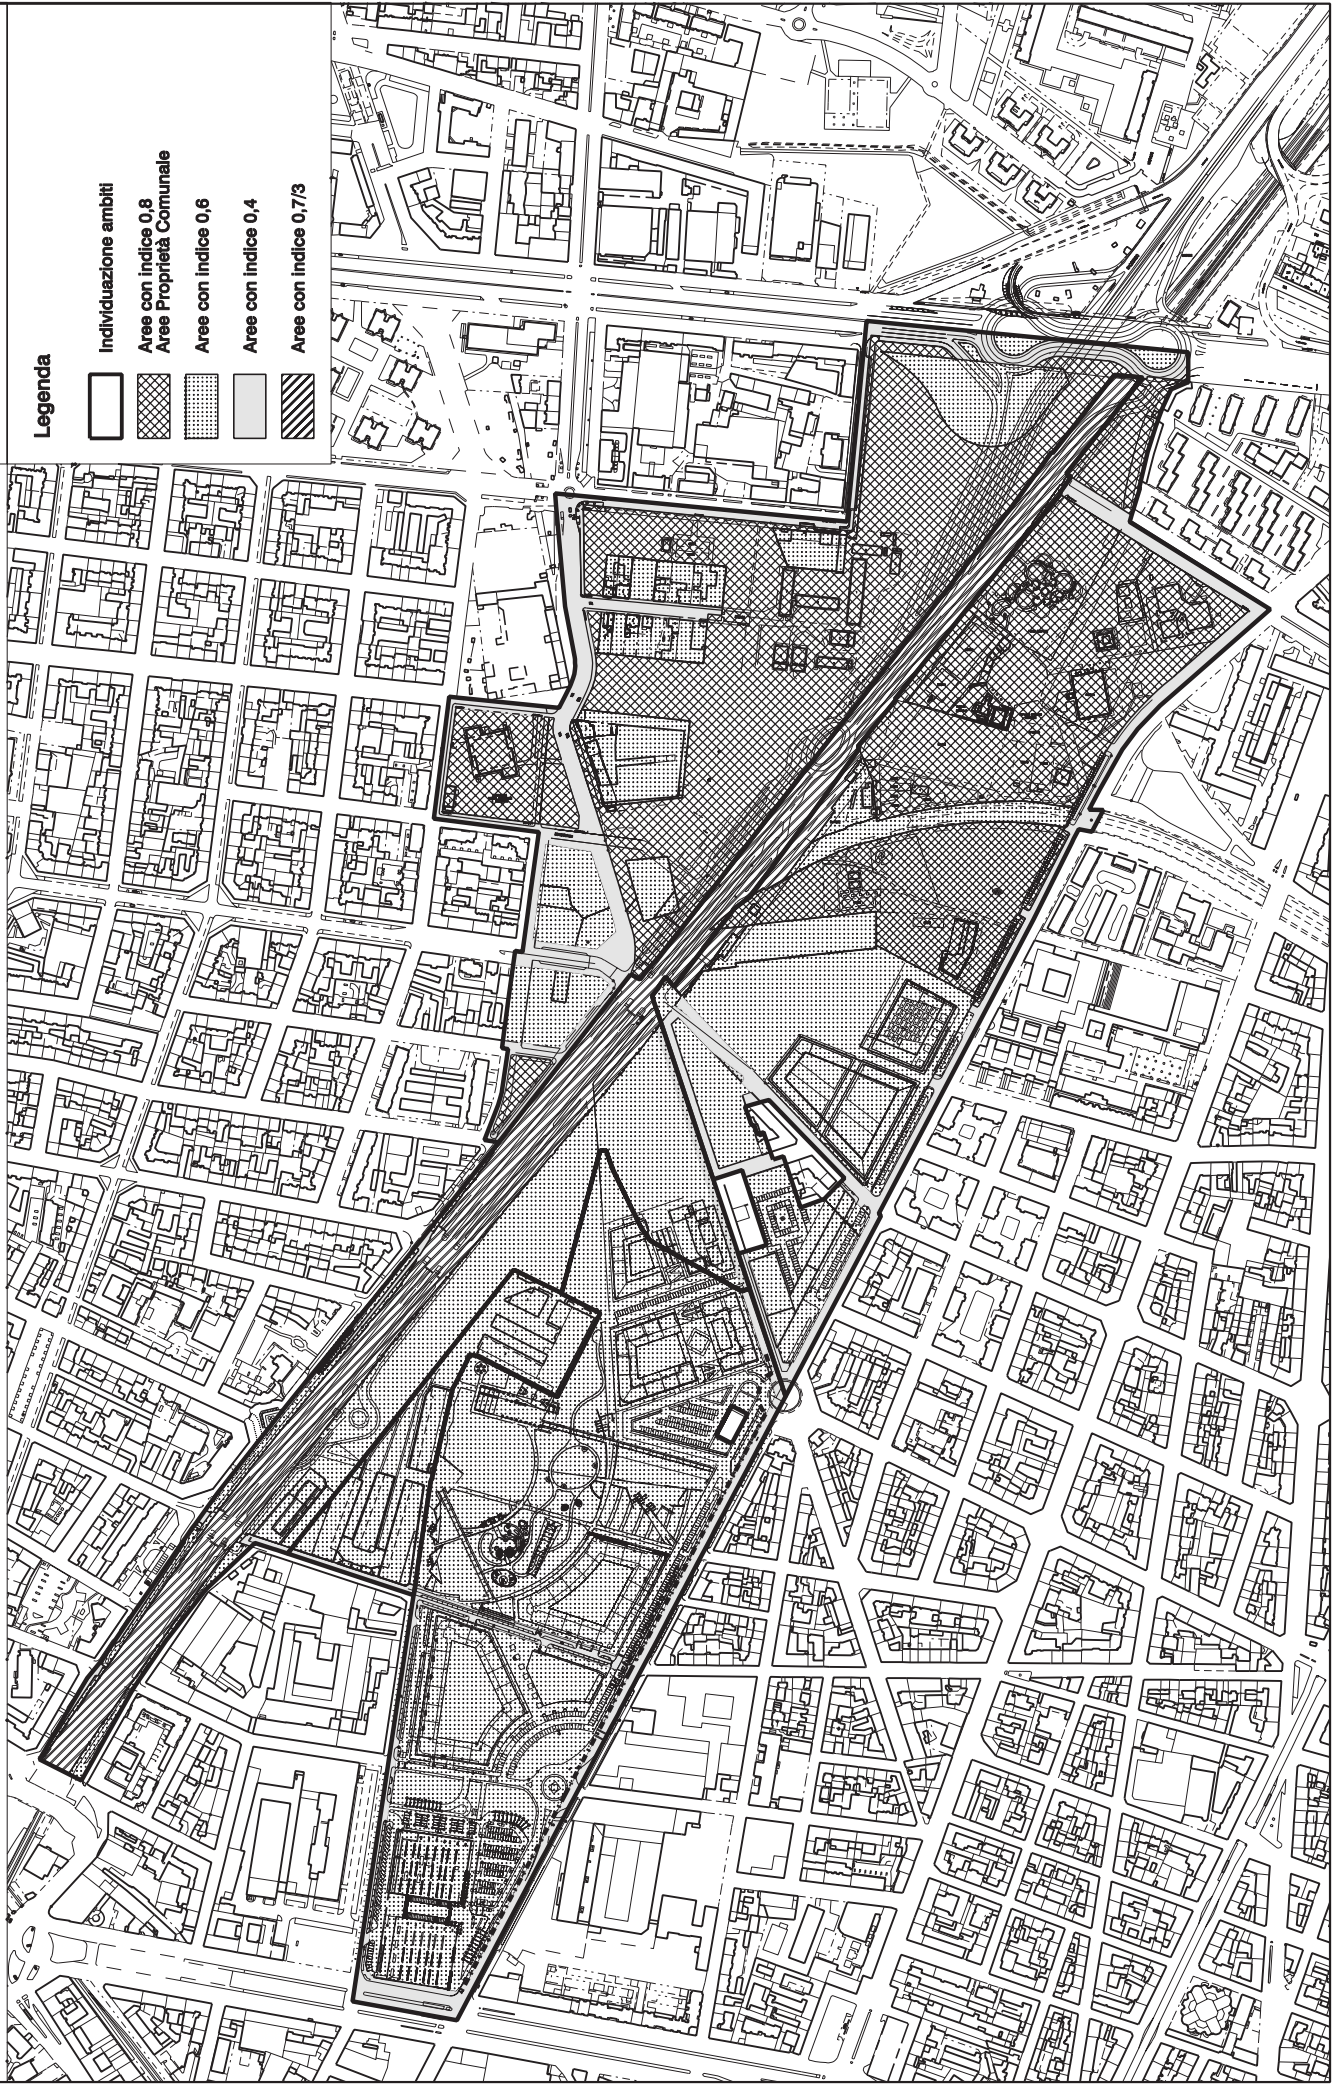 Legenda
Individuazione ambiti
Aree con indice 0,8
Aree Proprietà Comunale
Aree con indice 0,6
Aree con indice 0,4
Aree con indice 0,7/3